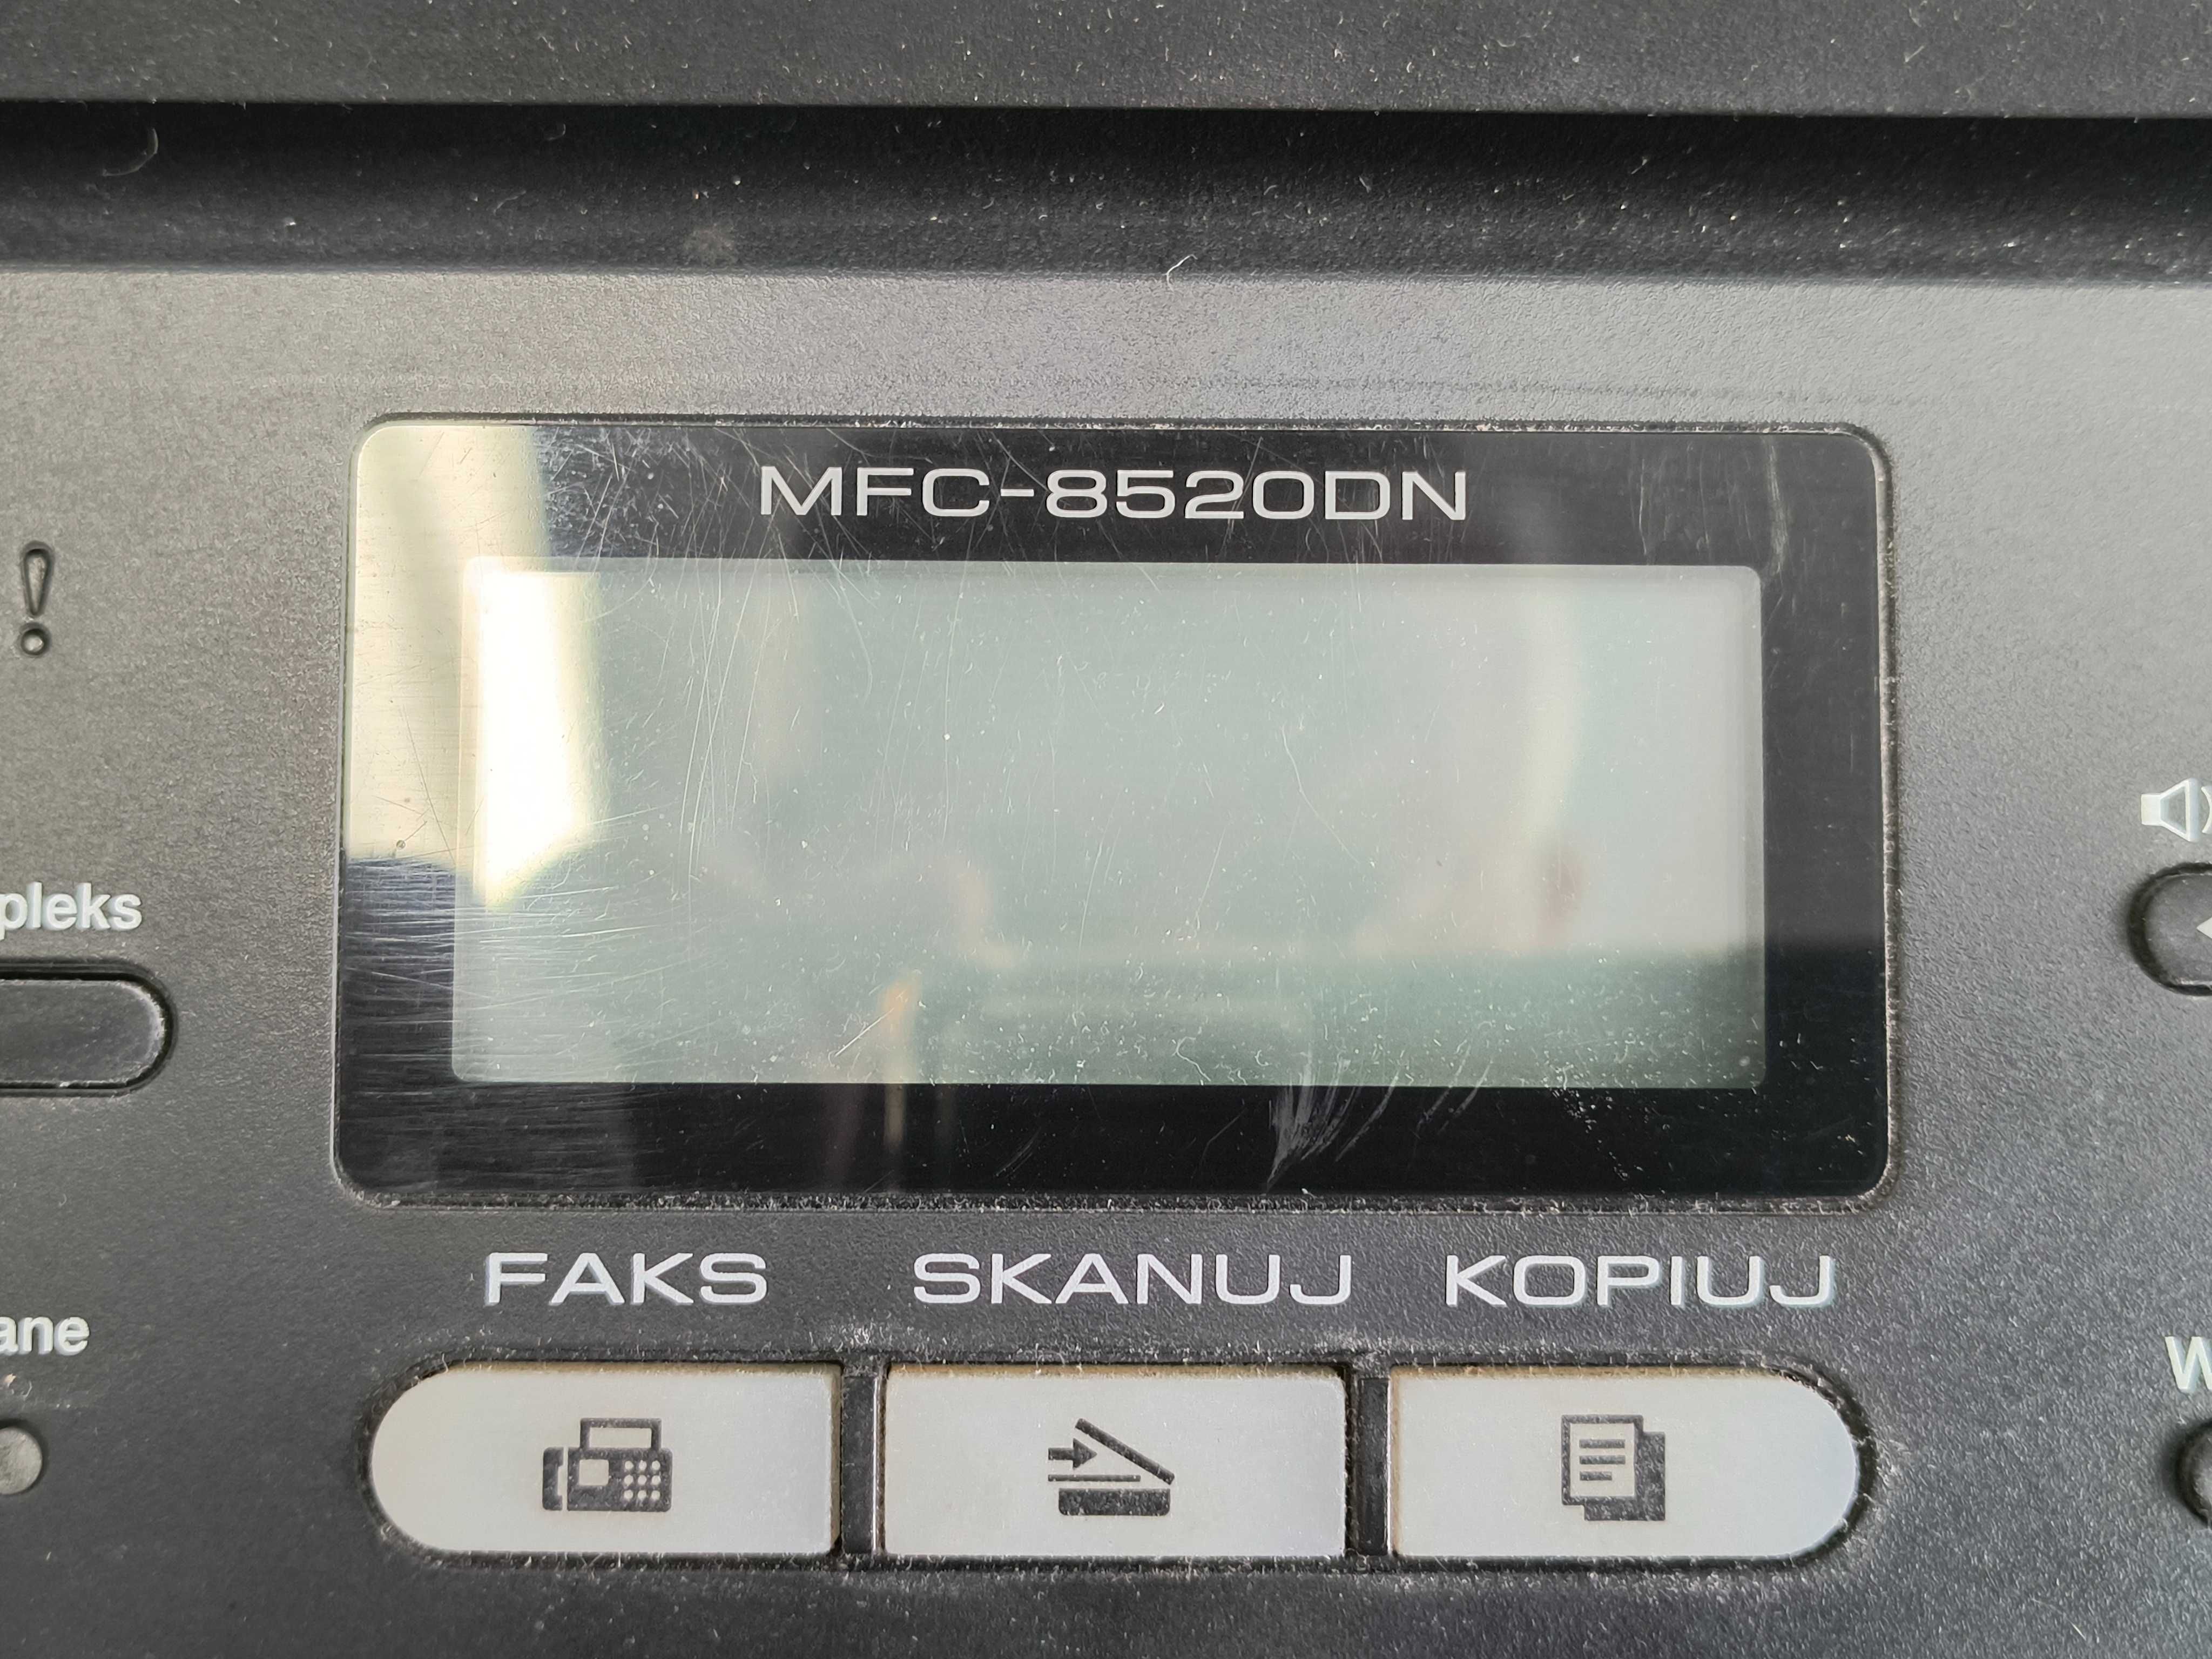 MFC-8520DN
!
pleks
FAKS SKANUJ KOPIUJ
ane
W